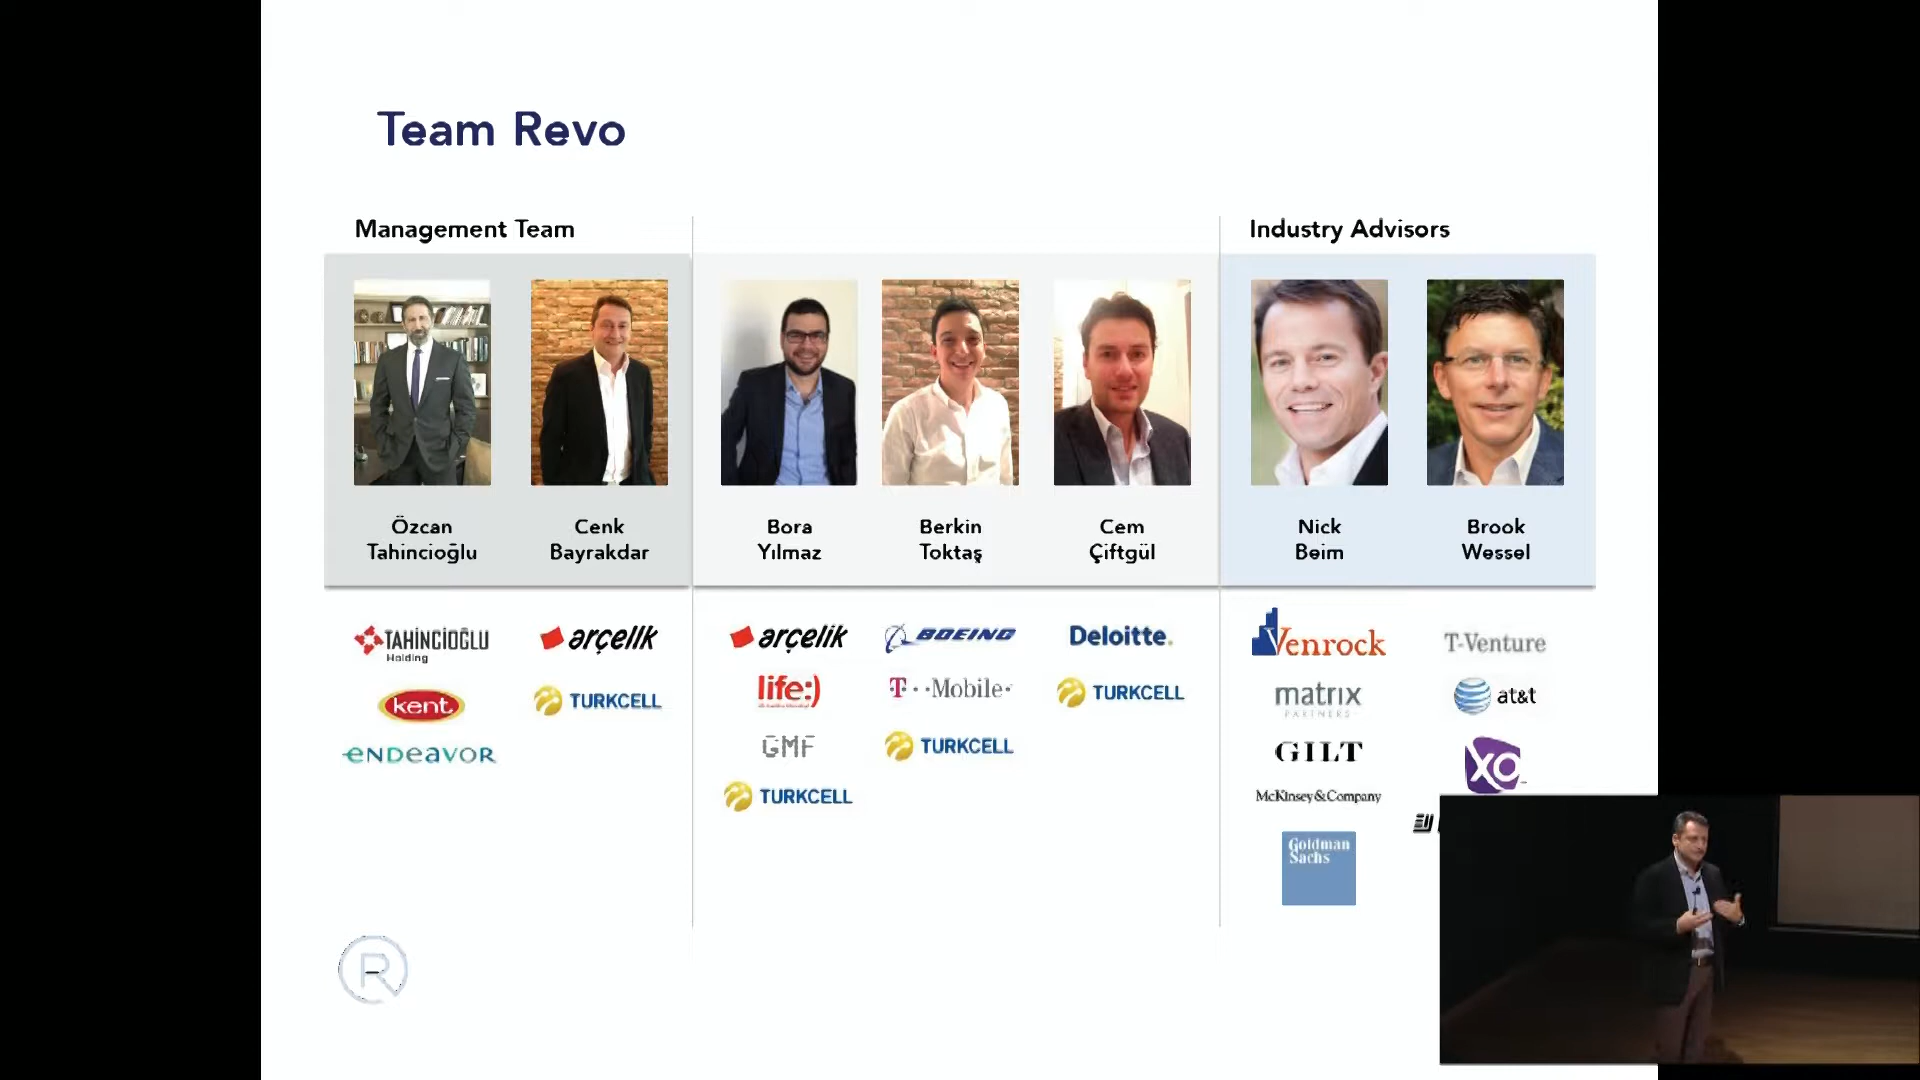 Team Revo
Management Team
Industry Advisors
Özcan
Tahincioğlu
Cenk
Bayrakdar
Bora
Yılmaz
Berkin
Toktaş
Cem
Çiftgül
Nick
Beim
Brook
Wessel
TAHİNCİOĞLU
Holding
kent
ENDEAVOR
arçelik
TURKCELL
arçelik
life:)
GMF
TURKCELL
BOEING
T··Mobile·
TURKCELL
Deloitte.
TURKCELL
Venrock
matrix
PARTNERS
GILT
McKinsey&Company
Goldman
Sachs
T-Venture
at&t
XO
R